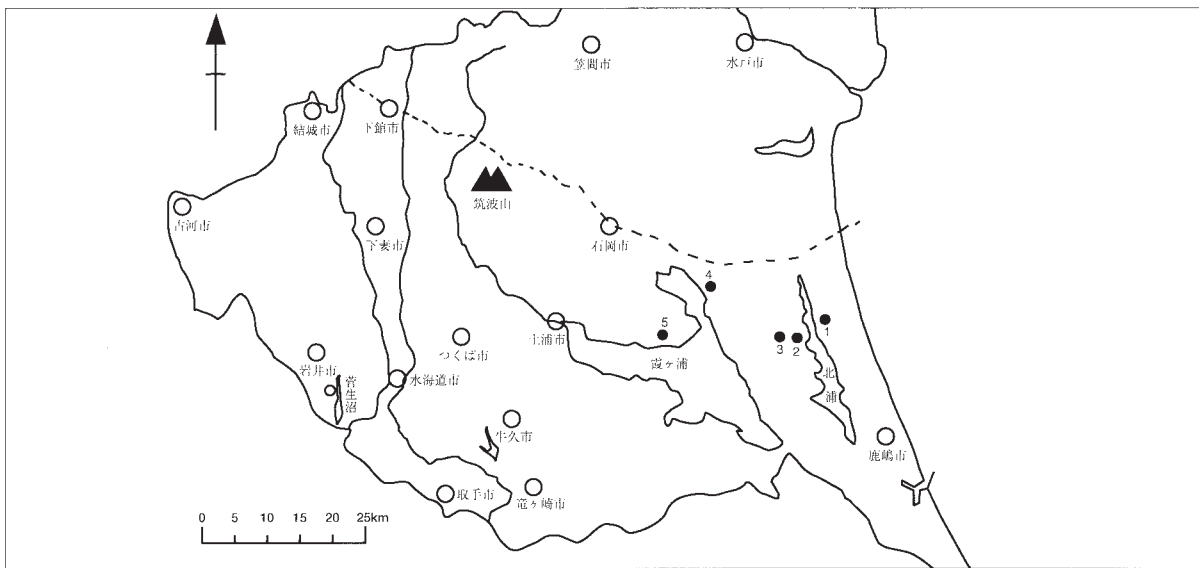 笠間市
水戸市
結城市
下館市
筑波山
古河市
下妻市
石岡市
4
1
5
土浦市
3
2
つくば市
霞ヶ浦
北浦
岩井市
菅生沼
水海道市
牛久市
鹿嶋市
取手市
竜ヶ崎市
0 5 10 15 20 25km